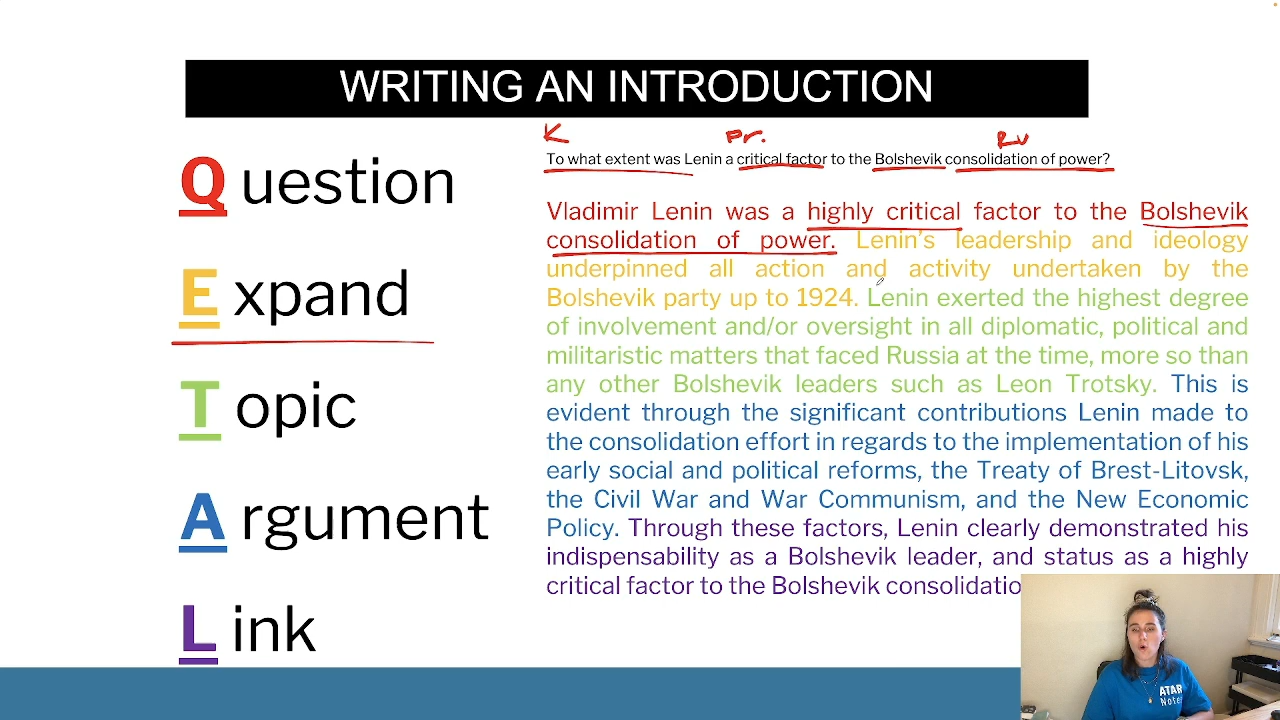 WRITING AN INTRODUCTION
K Pr. RV
To what extent was Lenin a critical factor to the Bolshevik consolidation of power?
Question
Expand
Topic
Argument
Link
Vladimir Lenin was a highly critical factor to the Bolshevik
consolidation of power. Lenin's leadership and ideology
underpinned all action and activity undertaken by the
Bolshevik party up to 1924. Lenin exerted the highest degree
of involvement and/or oversight in all diplomatic, political and
militaristic matters that faced Russia at the time, more so than
any other Bolshevik leaders such as Leon Trotsky. This is
evident through the significant contributions Lenin made to
the consolidation effort in regards to the implementation of his
early social and political reforms, the Treaty of Brest-Litovsk,
the Civil War and War Communism, and the New Economic
Policy. Through these factors, Lenin clearly demonstrated his
indispensability as a Bolshevik leader, and status as a highly
critical factor to the Bolshevik consolidatio
ATAR
Notes